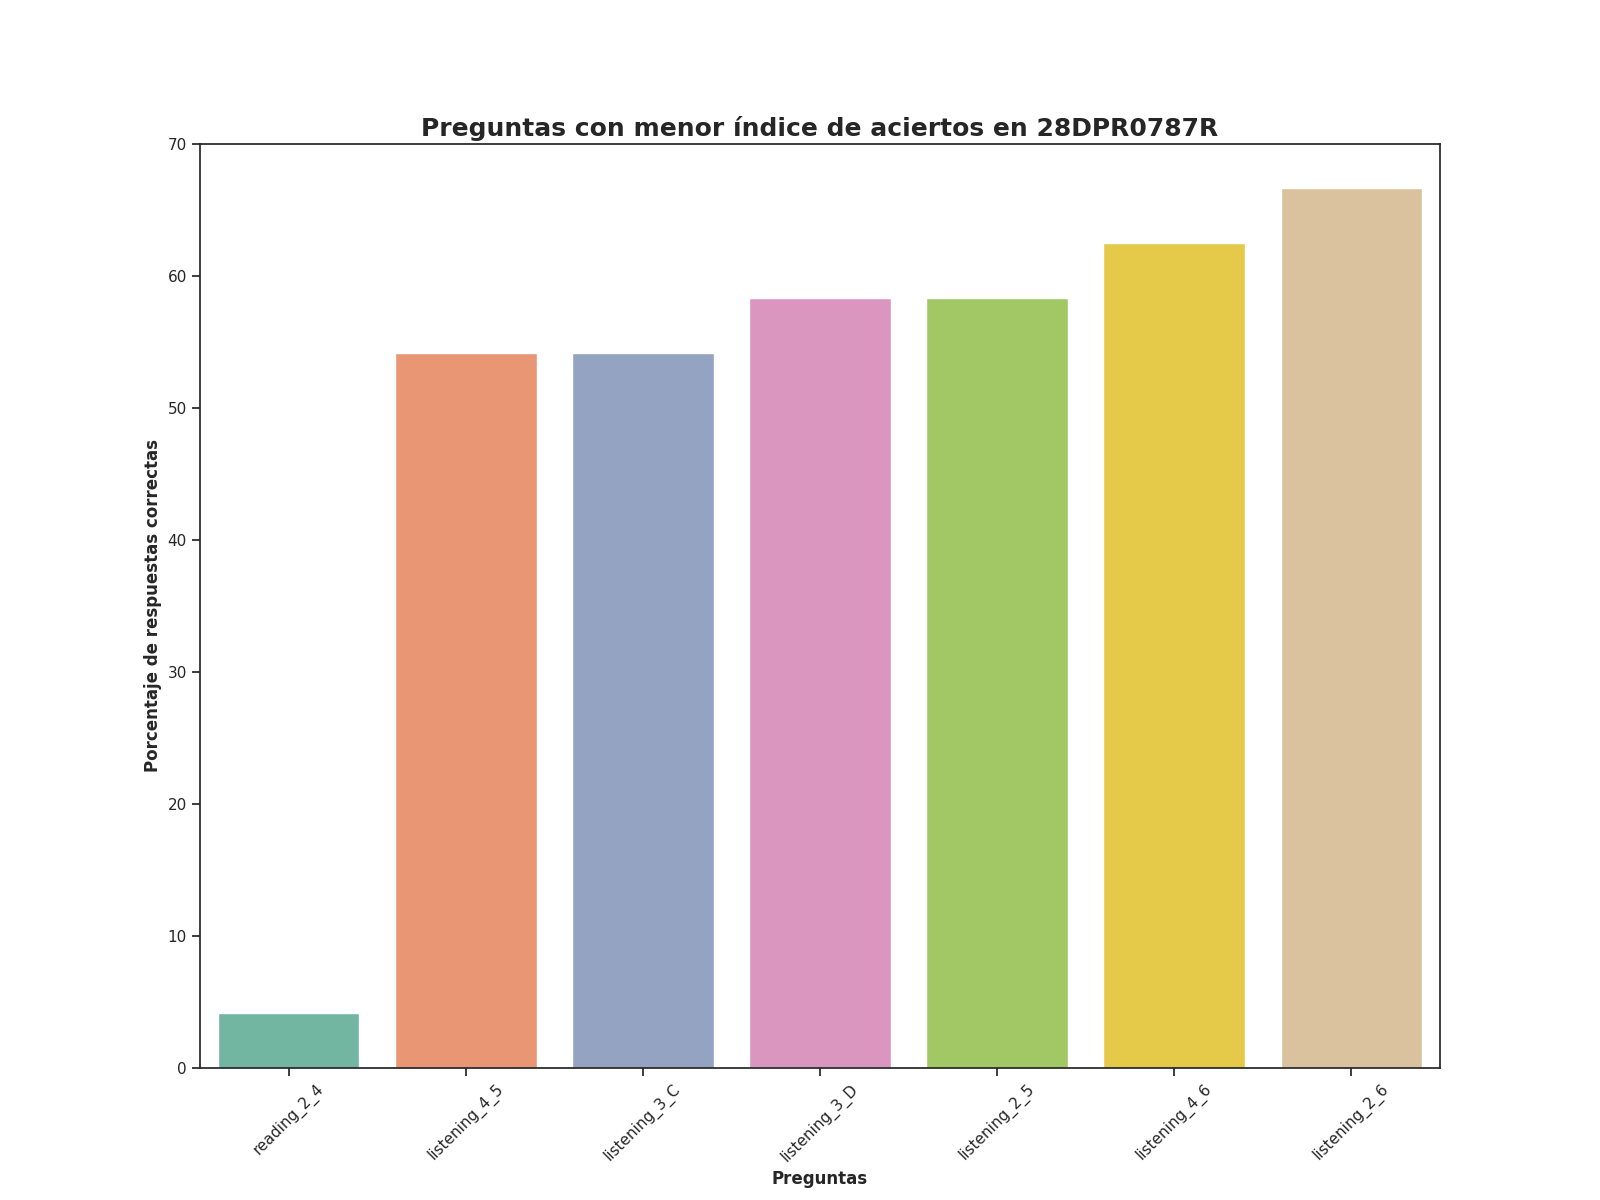 Preguntas con menor índice de aciertos en 28DPR0787R
Porcentaje de respuestas correctas
70
60
50
40
30
20
10
0
reading_2_4
listening_4_5
listening_3_C
listening_3_D
listening_2_5
listening_4_6
listening_2_6
Preguntas